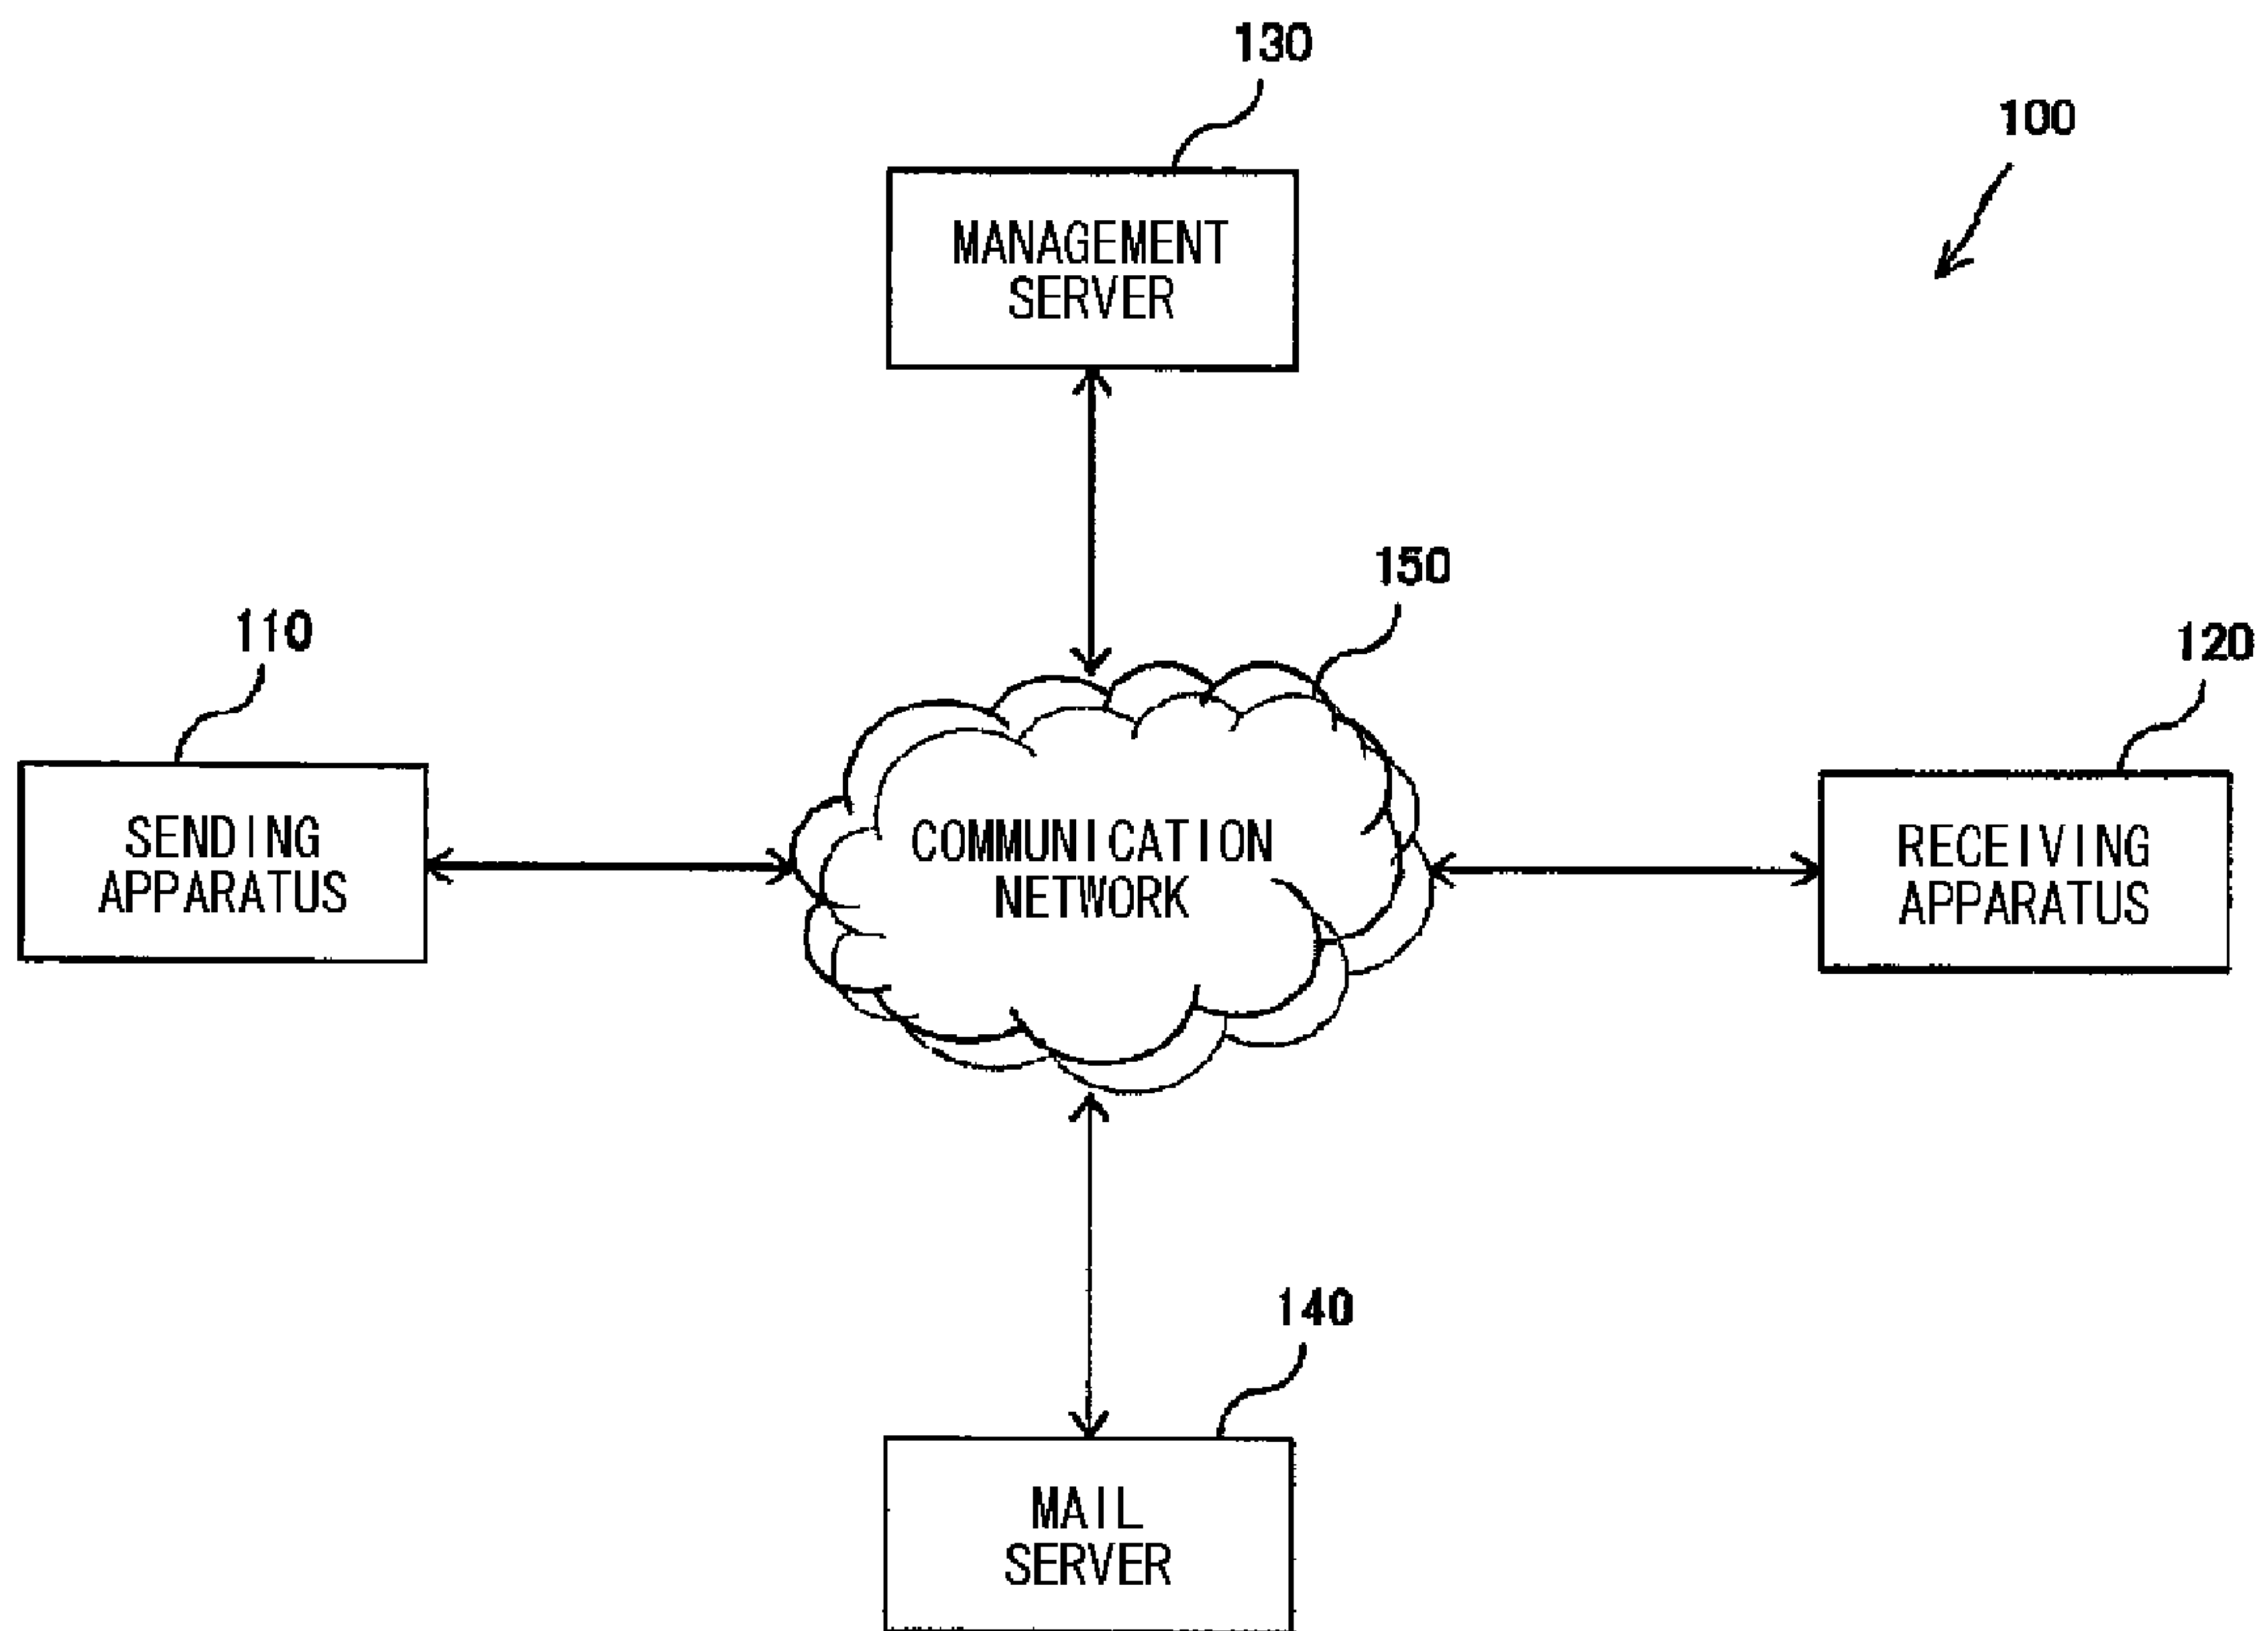 130
100
MANAGEMENT
SERVER
150
110
120
SENDING
APPARATUS
COMMUNICATION
NETWORK
RECEIVING
APPARATUS
140
MAIL
SERVER